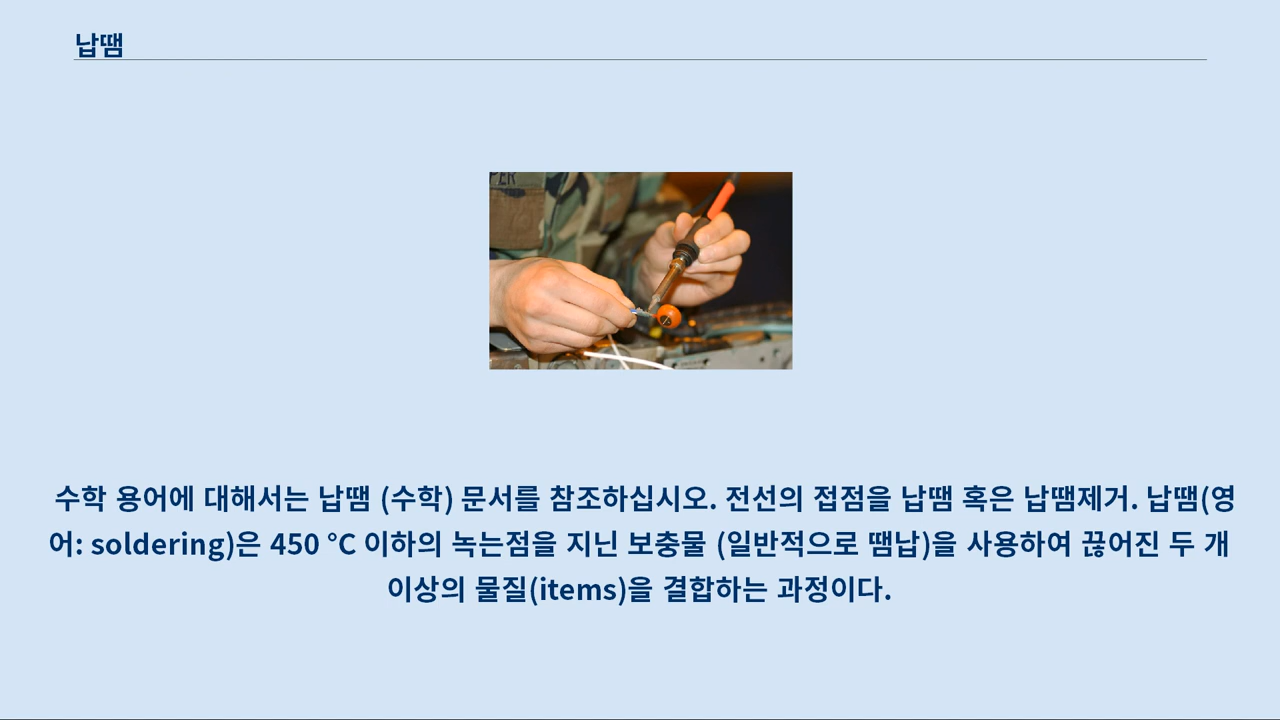 납땜
PER
수학 용어에 대해서는 납땜 (수학) 문서를 참조하십시오. 전선의 접점을 납땜 혹은 납땜제거. 납땜(영
어: soldering)은 450 °C 이하의 녹는점을 지닌 보충물 (일반적으로 땜납)을 사용하여 끊어진 두 개
이상의 물질(items)을 결합하는 과정이다.